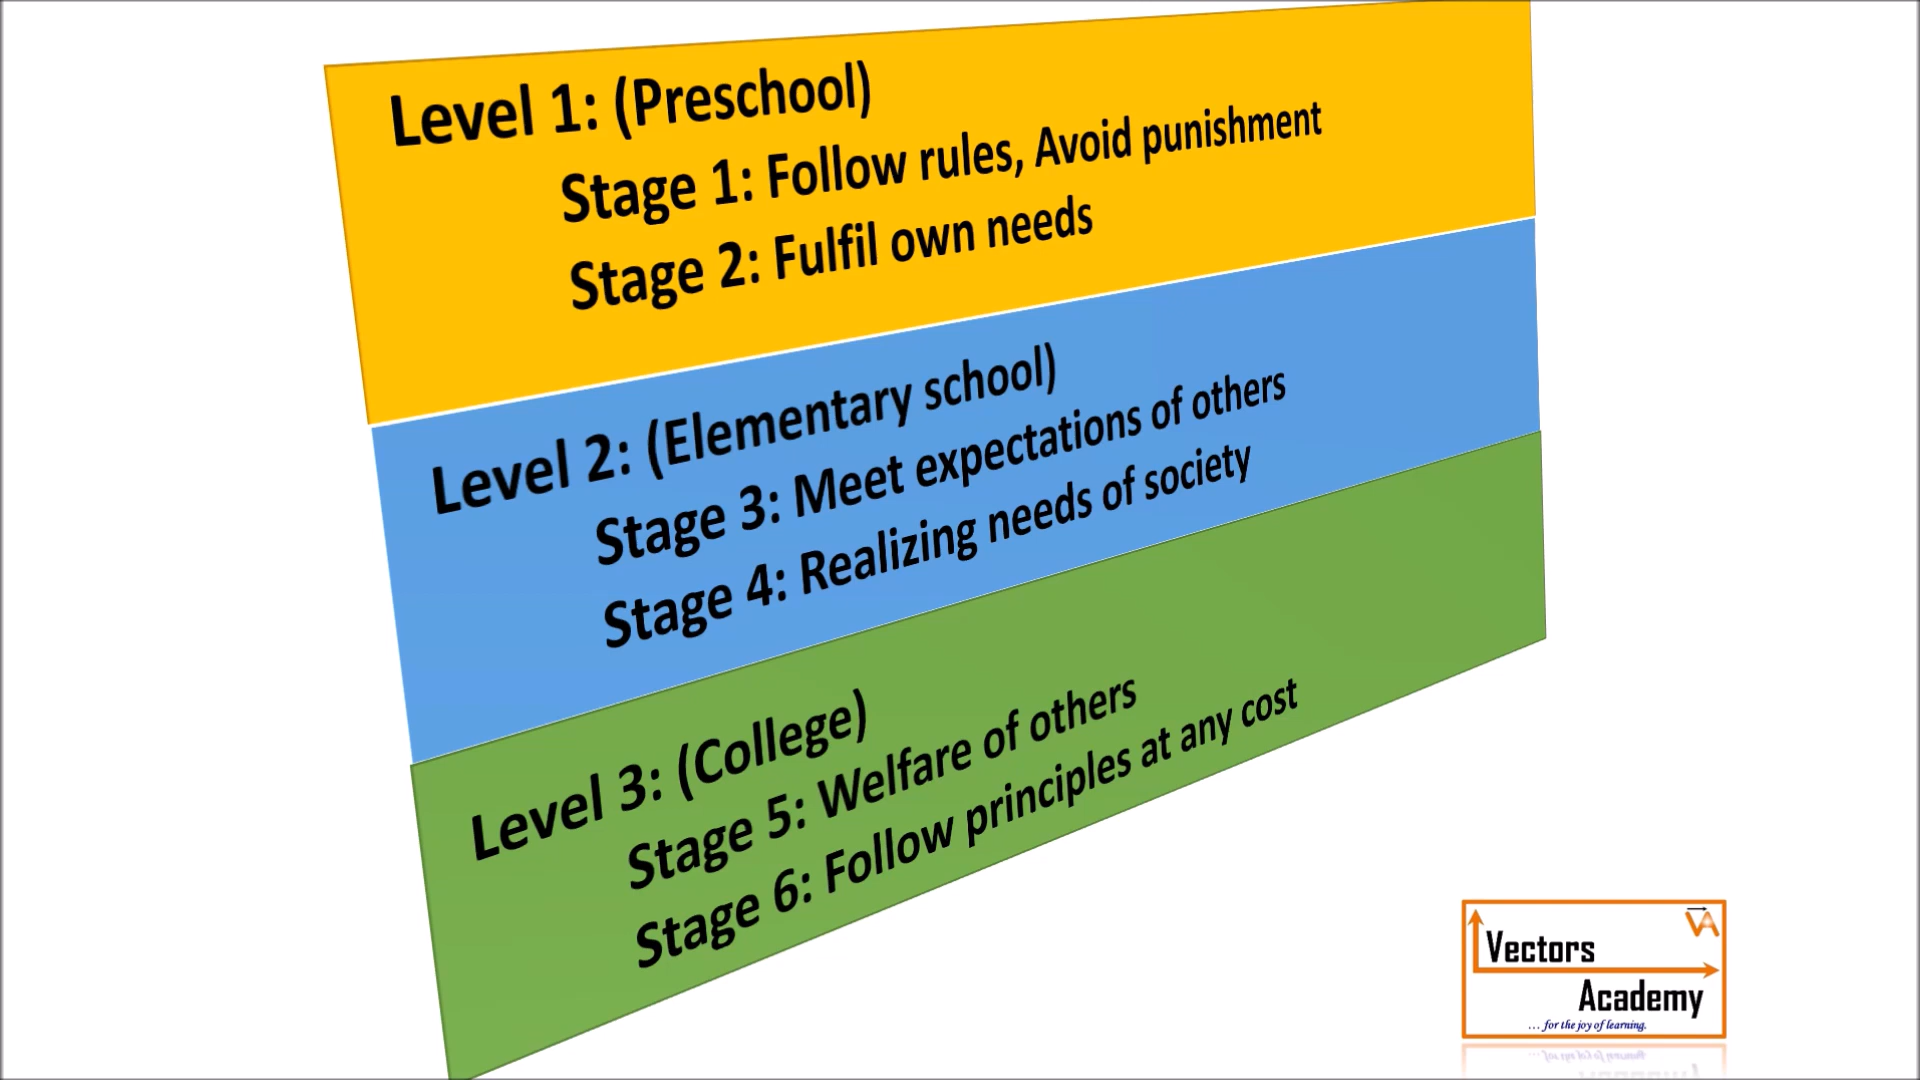 Level 1: (Preschool)
Stage 1: Follow rules, Avoid punishment
Stage 2: Fulfil own needs
Level 2: (Elementary school)
Stage 3: Meet expectations of others
Stage 4: Realizing needs of society
Level 3: (College)
Stage 5: Welfare of others
Stage 6: Follow principles at any cost
VA
Vectors
Academy
... for the joy of learning.